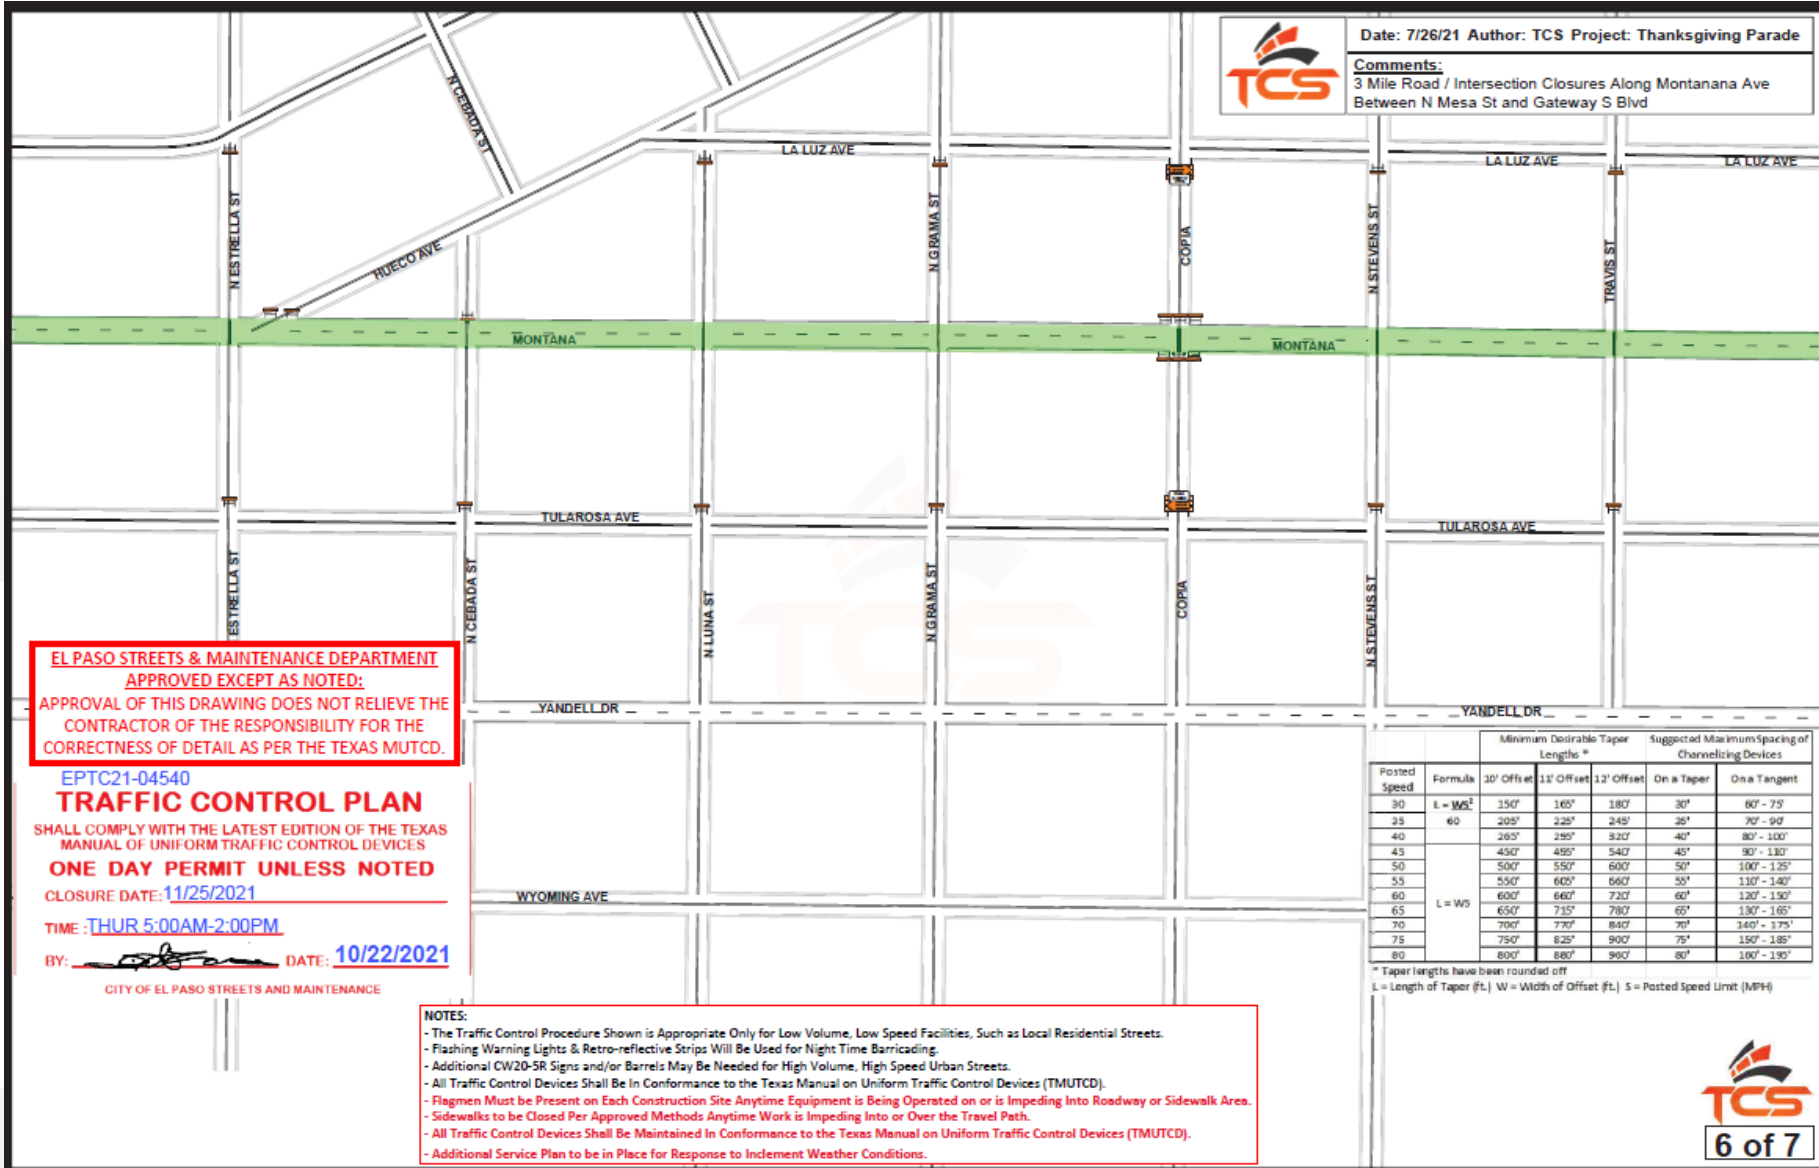 TCS
Date: 7/26/21 Author: TCS Project: Thanksgiving Parade
Comments:
3 Mile Road / Intersection Closures Along Montanana Ave
Between N Mesa St and Gateway S Blvd
N CEBADA ST
LA LUZ AVE
LA LUZ AVE
LA LUZ AVE
N ESTRELLA ST
HUECO AVE
N GRAMA ST
COPIA
N STEVENS ST
TRAVIS ST
MONTANA
MONTANA
TULAROSA AVE
TULAROSA AVE
ESTRELLA ST
N CEBADA ST
N LUNA ST
N GRAMA ST
COPIA
N STEVENS ST
TCS
YANDELL DR
YANDELL DR
WYOMING AVE
EL PASO STREETS & MAINTENANCE DEPARTMENT
APPROVED EXCEPT AS NOTED:
APPROVAL OF THIS DRAWING DOES NOT RELIEVE THE
CONTRACTOR OF THE RESPONSIBILITY FOR THE
CORRECTNESS OF DETAIL AS PER THE TEXAS MUTCD.
EPTC21-04540
TRAFFIC CONTROL PLAN
SHALL COMPLY WITH THE LATEST EDITION OF THE TEXAS
MANUAL OF UNIFORM TRAFFIC CONTROL DEVICES
ONE DAY PERMIT UNLESS NOTED
CLOSURE DATE: 11/25/2021
TIME : THUR 5:00AM-2:00PM
BY: DATE: 10/22/2021
CITY OF EL PASO STREETS AND MAINTENANCE
Minimum Desirable Taper Lengths * Suggested Maximum Spacing of Channelizing Devices
Posted Speed Formula 10' Offset 11' Offset 12' Offset On a Taper On a Tangent
30 L = WS² 150' 165' 180' 30' 60' - 75'
35 60 205' 225' 245' 35' 70' - 90'
40 265' 295' 320' 40' 80' - 100'
45 450' 495' 540' 45' 90' - 110'
50 500' 550' 600' 50' 100' - 125'
55 550' 605' 660' 55' 110' - 140'
60 L = WS 600' 660' 720' 60' 120' - 150'
65 650' 715' 780' 65' 130' - 165'
70 700' 770' 840' 70' 140' - 175'
75 750' 825' 900' 75' 150' - 185'
80 800' 880' 960' 80' 160' - 195'
* Taper lengths have been rounded off
L = Length of Taper (ft.) W = Width of Offset (ft.) S = Posted Speed Limit (MPH)
NOTES:
- The Traffic Control Procedure Shown is Appropriate Only for Low Volume, Low Speed Facilities, Such as Local Residential Streets.
- Flashing Warning Lights & Retro-reflective Strips Will Be Used for Night Time Barricading.
- Additional CW20-5R Signs and/or Barrels May Be Needed for High Volume, High Speed Urban Streets.
- All Traffic Control Devices Shall Be In Conformance to the Texas Manual on Uniform Traffic Control Devices (TMUTCD).
- Flagmen Must be Present on Each Construction Site Anytime Equipment is Being Operated on or is Impeding Into Roadway or Sidewalk Area.
- Sidewalks to be Closed Per Approved Methods Anytime Work is Impeding Into or Over the Travel Path.
- All Traffic Control Devices Shall Be Maintained In Conformance to the Texas Manual on Uniform Traffic Control Devices (TMUTCD).
- Additional Service Plan to be in Place for Response to Inclement Weather Conditions.
TCS
6 of 7